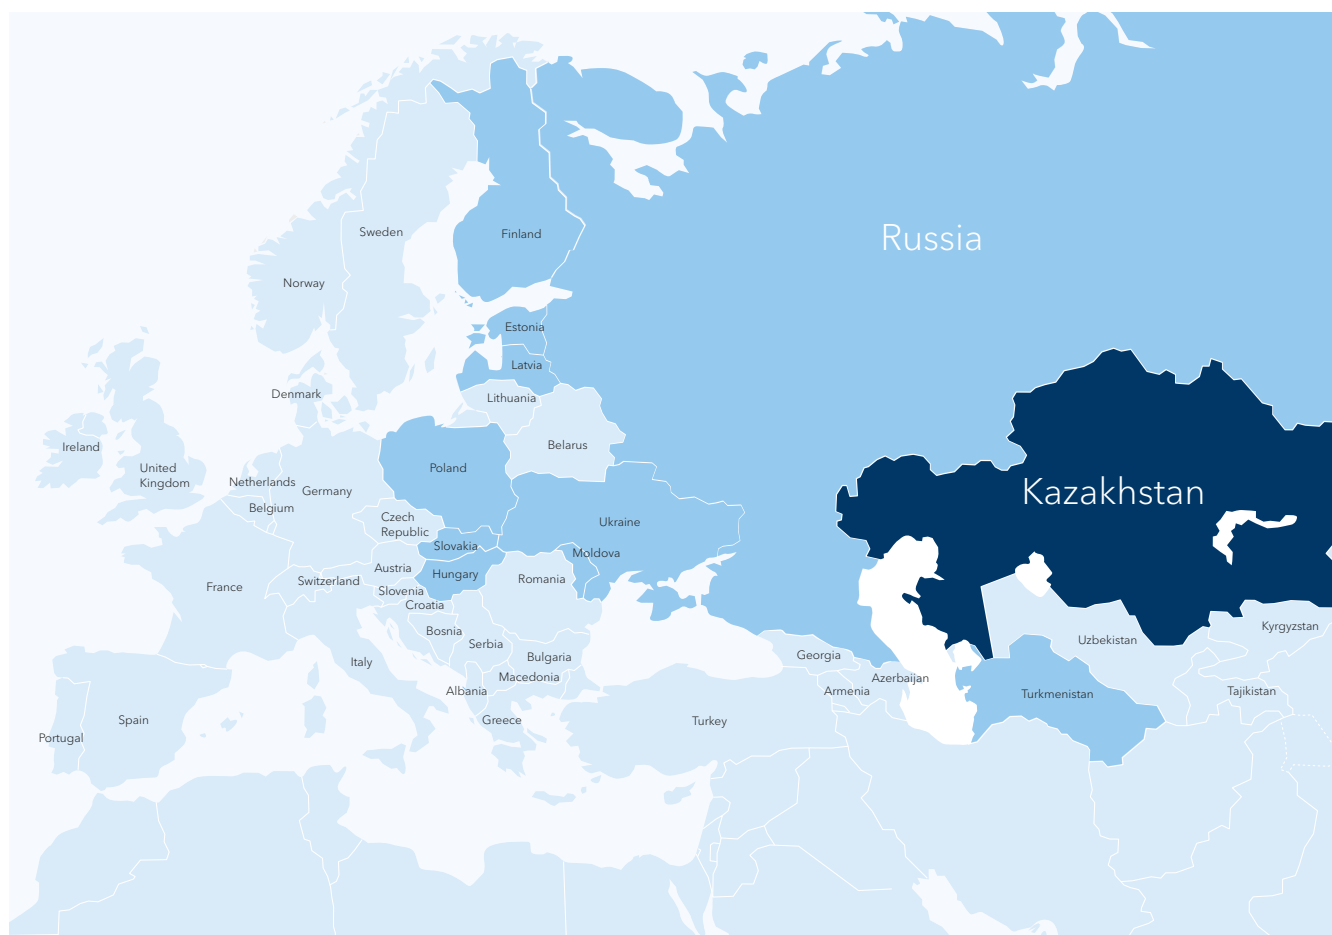 Russia
Sweden
Finland
Norway
Estonia
Latvia
Denmark
Lithuania
Ireland
Belarus
United
Kingdom
Poland
Netherlands
Germany
Kazakhstan
Belgium
Czech
Republic
Ukraine
Slovakia
Moldova
Austria
Hungary
Romania
France
Switzerland
Slovenia
Croatia
Bosnia
Serbia
Kyrgyzstan
Uzbekistan
Italy
Bulgaria
Georgia
Macedonia
Azerbaijan
Albania
Armenia
Turkmenistan
Tajikistan
Spain
Greece
Turkey
Portugal